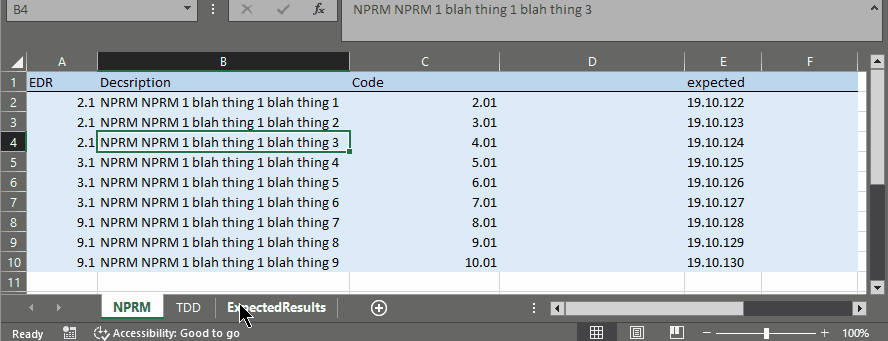 B4 NPRM NPRM 1 blah thing 1 blah thing 3
A B C D E F
1 EDR Decsription Code expected
2 2.1 NPRM NPRM 1 blah thing 1 blah thing 1 2.01 19.10.122
3 2.1 NPRM NPRM 1 blah thing 1 blah thing 2 3.01 19.10.123
4 2.1 NPRM NPRM 1 blah thing 1 blah thing 3 4.01 19.10.124
5 3.1 NPRM NPRM 1 blah thing 1 blah thing 4 5.01 19.10.125
6 3.1 NPRM NPRM 1 blah thing 1 blah thing 5 6.01 19.10.126
7 3.1 NPRM NPRM 1 blah thing 1 blah thing 6 7.01 19.10.127
8 9.1 NPRM NPRM 1 blah thing 1 blah thing 7 8.01 19.10.128
9 9.1 NPRM NPRM 1 blah thing 1 blah thing 8 9.01 19.10.129
10 9.1 NPRM NPRM 1 blah thing 1 blah thing 9 10.01 19.10.130
11
NPRM TDD ExpectedResults
Ready Accessibility: Good to go 100%